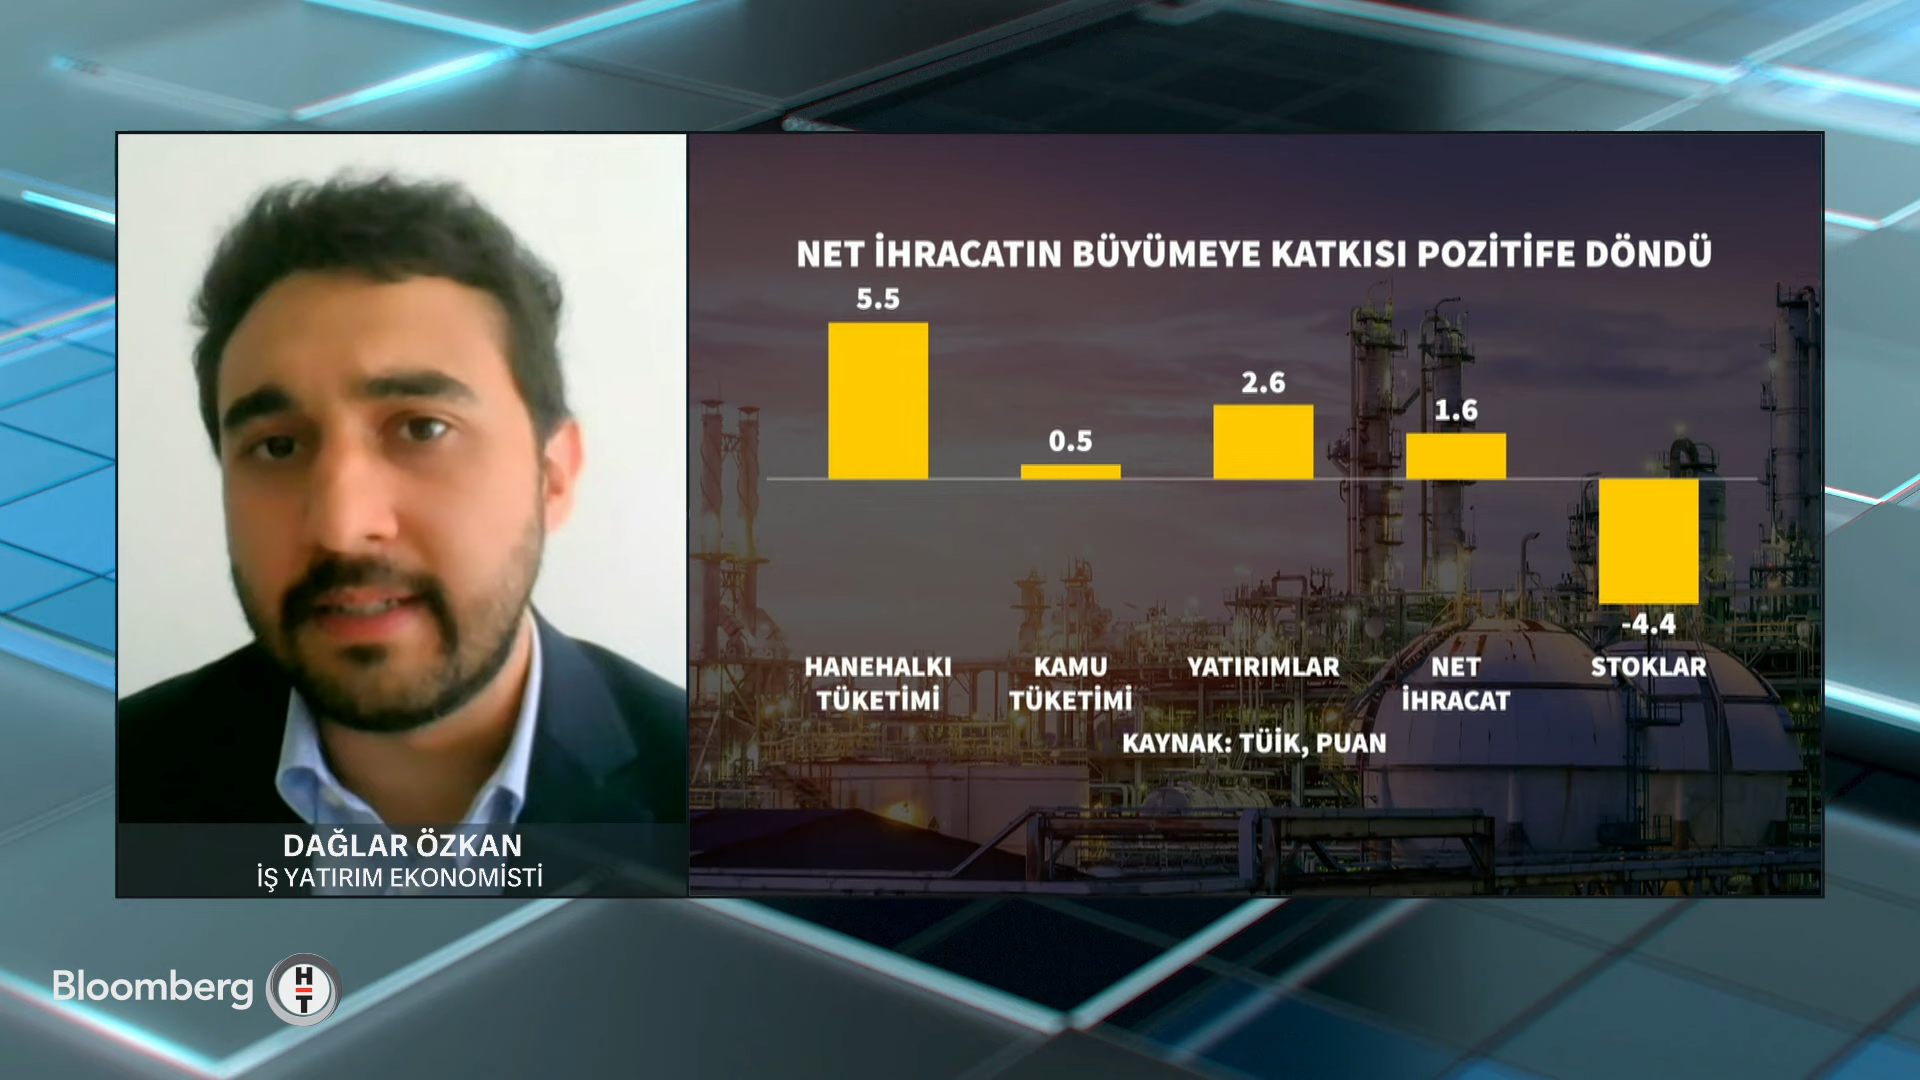 NET İHRACATIN BÜYÜMEYE KATKISI POZİTİFE DÖNDÜ
5.5
0.5
2.6
1.6
-4.4
HANEHALKI
TÜKETİMİ
KAMU
TÜKETİMİ
YATIRIMLAR
NET
İHRACAT
STOKLAR
KAYNAK: TÜİK, PUAN
DAĞLAR ÖZKAN
İŞ YATIRIM EKONOMİSTİ
Bloomberg HT